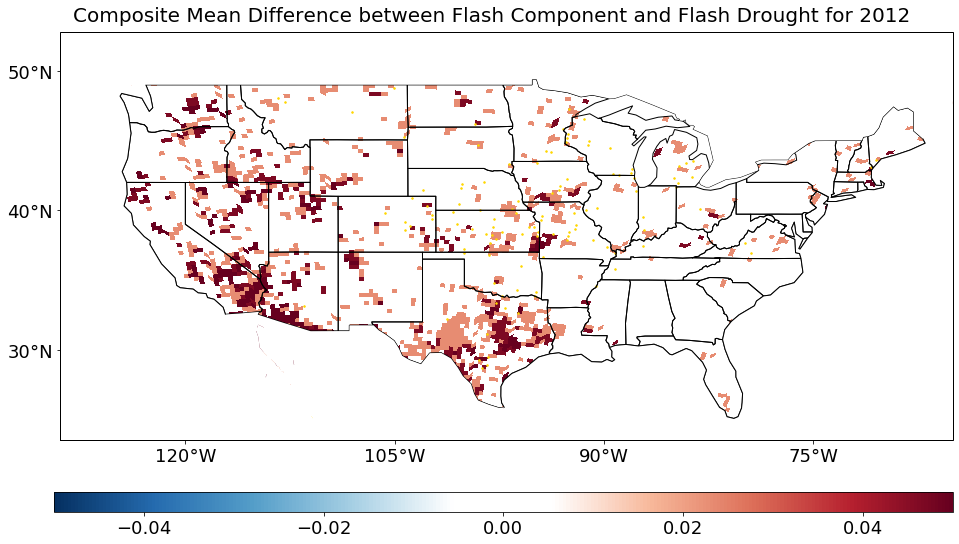 Composite Mean Difference between Flash Component and Flash Drought for 2012
50°N
40°N
30°N
120°W 105°W 90°W 75°W
−0.04 −0.02 0.00 0.02 0.04